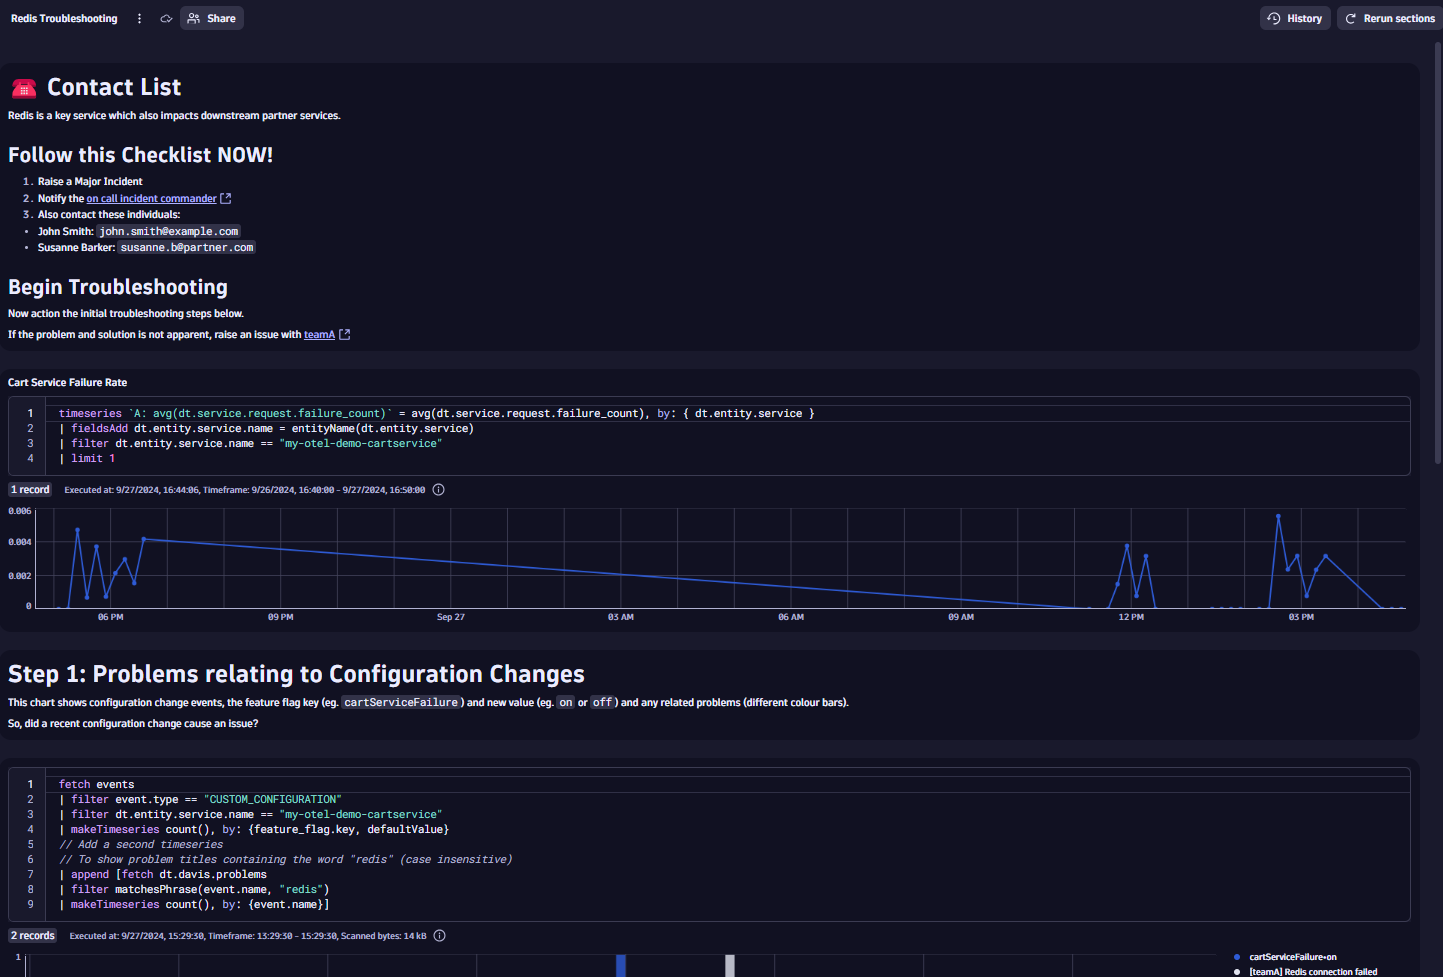 Redis Troubleshooting
Share
History
Rerun sections
Contact List
Redis is a key service which also impacts downstream partner services.
Follow this Checklist NOW!
1. Raise a Major Incident
2. Notify the on call incident commander
3. Also contact these individuals:
• John Smith: john.smith@example.com
• Susanne Barker: susanne.b@partner.com
Begin Troubleshooting
Now action the initial troubleshooting steps below.
If the problem and solution is not apparent, raise an issue with teamA
Cart Service Failure Rate
1 timeseries `A: avg(dt.service.request.failure_count)` = avg(dt.service.request.failure_count), by: { dt.entity.service }
2 | fieldsAdd dt.entity.service.name = entityName(dt.entity.service)
3 | filter dt.entity.service.name == "my-otel-demo-cartservice"
4 | limit 1
1 record Executed at: 9/27/2024, 16:44:06, Timeframe: 9/26/2024, 16:40:00 - 9/27/2024, 16:50:00
0.006
0.004
0.002
0
06 PM 09 PM Sep 27 03 AM 06 AM 09 AM 12 PM 03 PM
Step 1: Problems relating to Configuration Changes
This chart shows configuration change events, the feature flag key (eg. cartServiceFailure) and new value (eg. on or off) and any related problems (different colour bars).
So, did a recent configuration change cause an issue?
1 fetch events
2 | filter event.type == "CUSTOM_CONFIGURATION"
3 | filter dt.entity.service.name == "my-otel-demo-cartservice"
4 | makeTimeseries count(), by: {feature_flag.key, defaultValue}
5 // Add a second timeseries
6 // To show problem titles containing the word "redis" (case insensitive)
7 | append [fetch dt.davis.problems
8 | filter matchesPhrase(event.name, "redis")
9 | makeTimeseries count(), by: {event.name}]
2 records Executed at: 9/27/2024, 15:29:30, Timeframe: 13:29:30 - 15:29:30, Scanned bytes: 14 kB
1
cartServiceFailure•on
[teamA] Redis connection failed